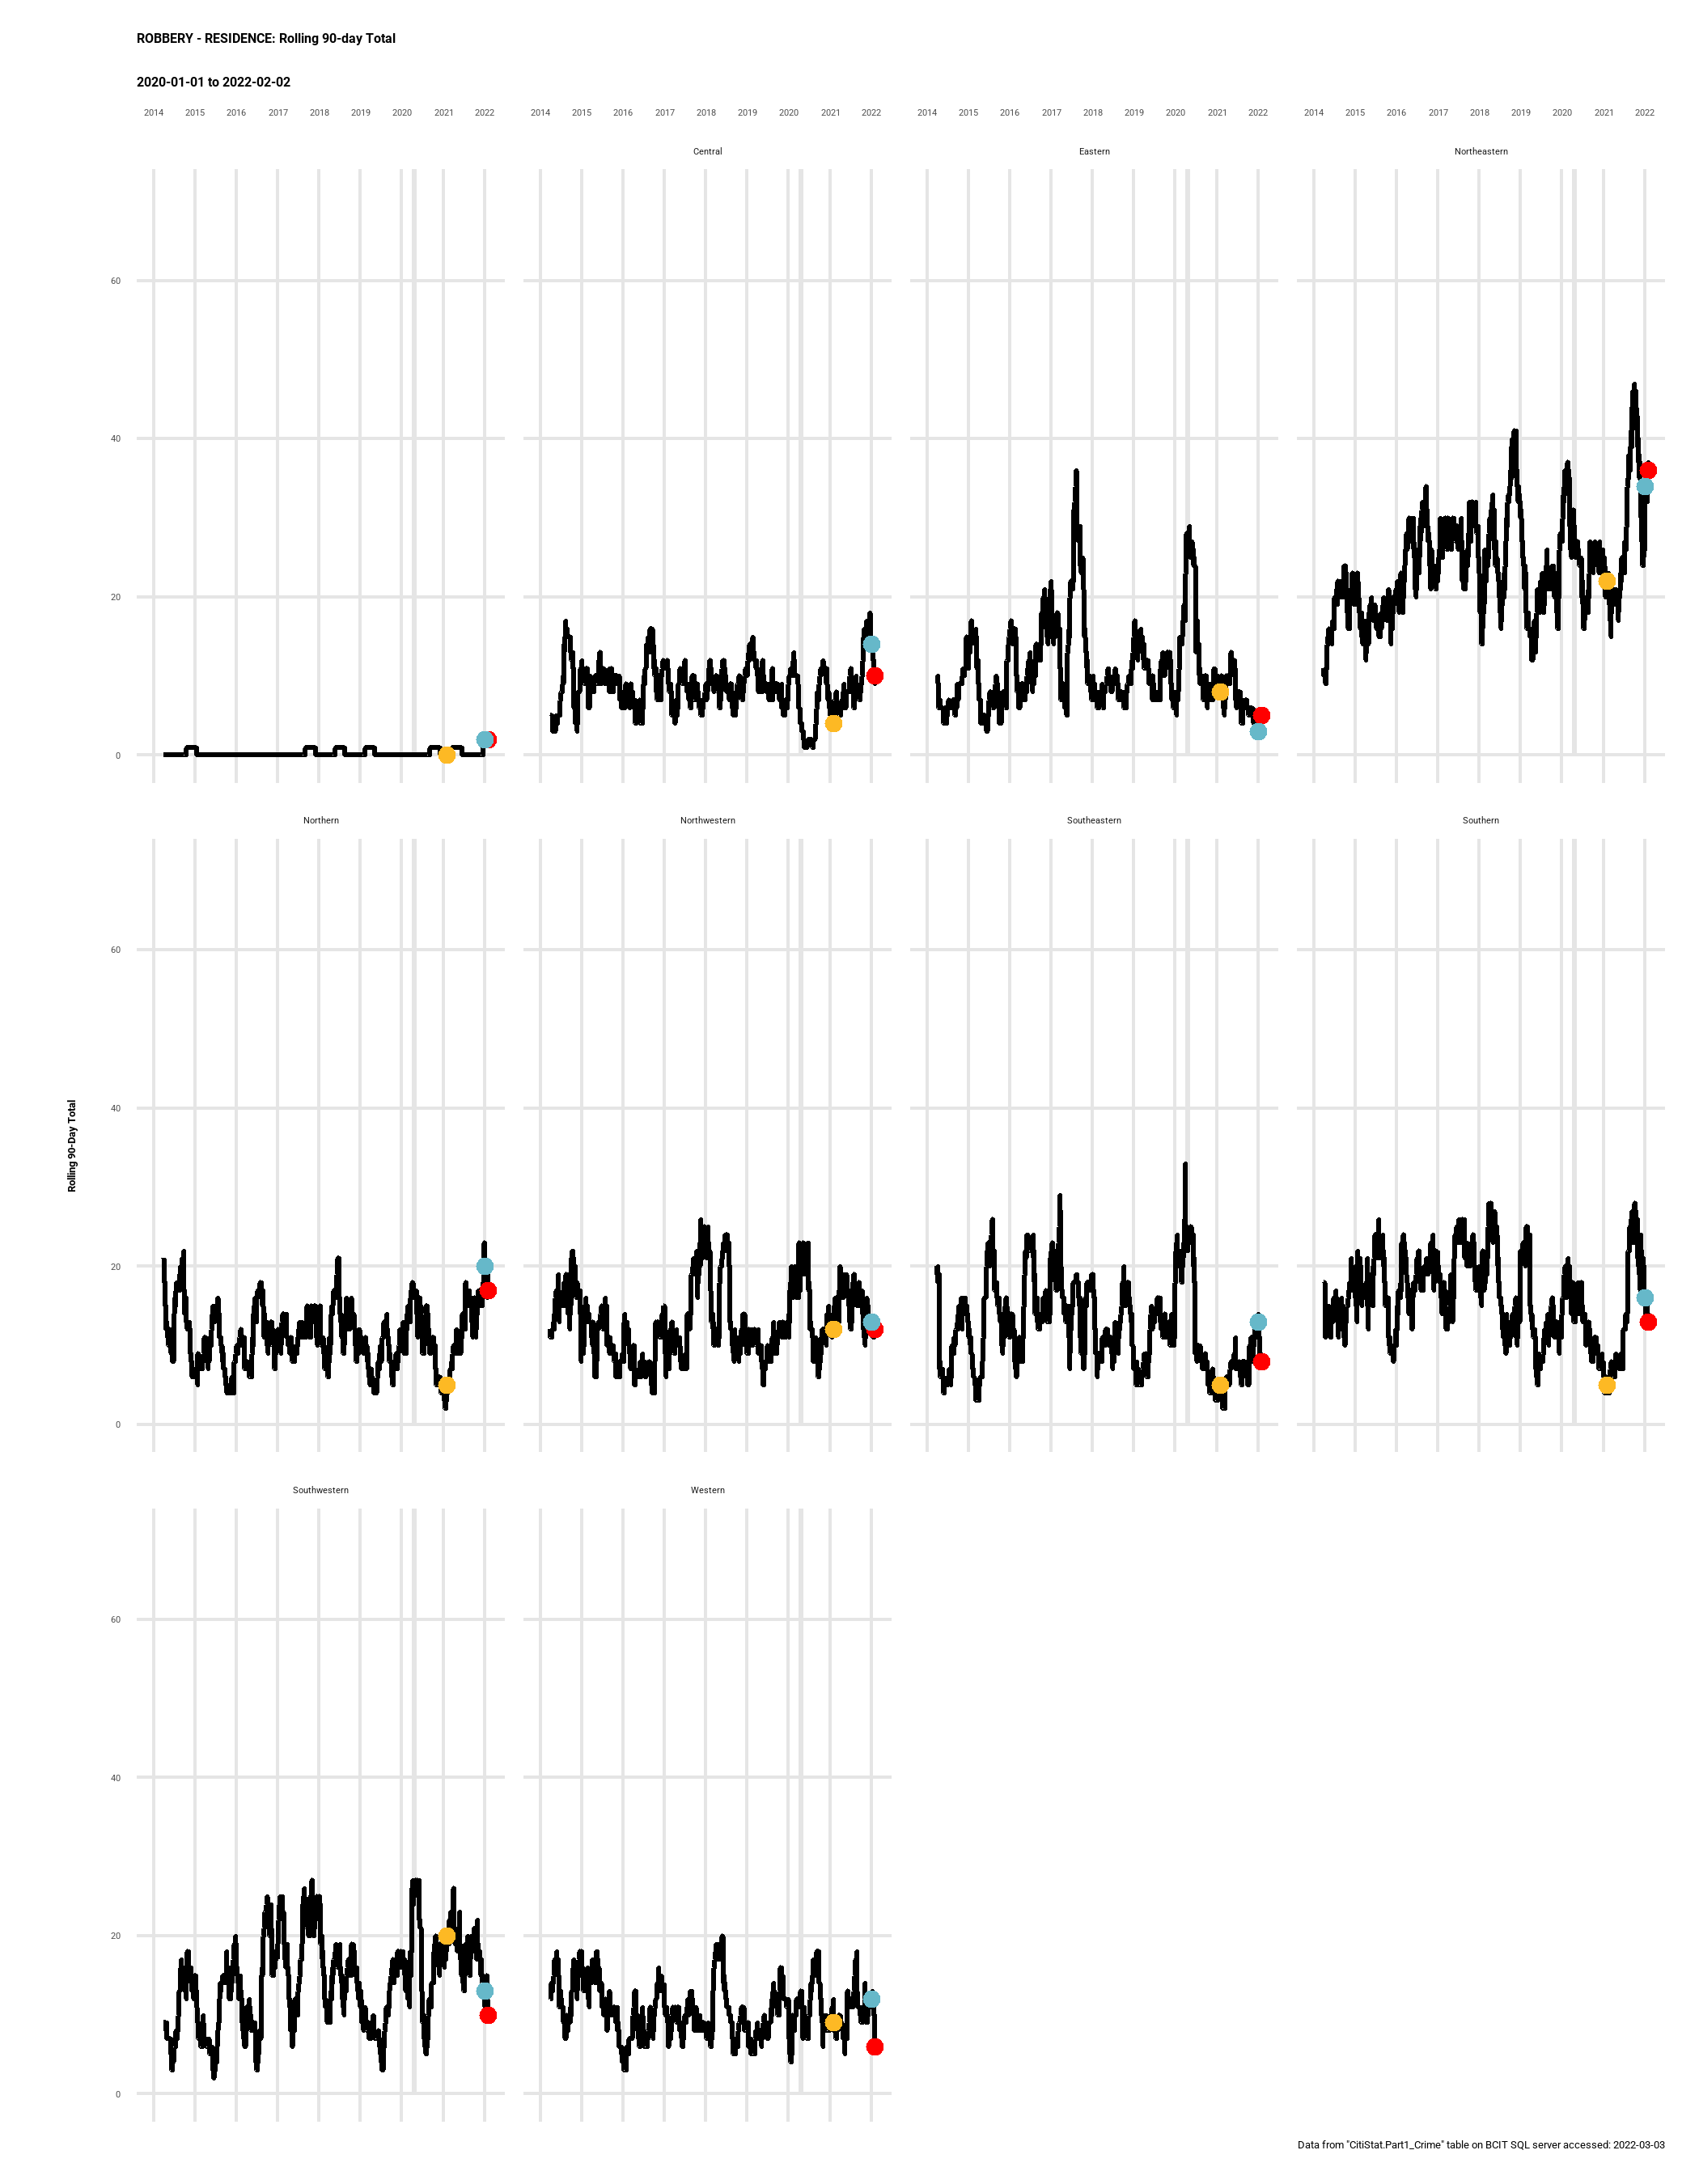 ROBBERY - RESIDENCE: Rolling 90-day Total
2020-01-01 to 2022-02-02
2014 2015 2016 2017 2018 2019 2020 2021 2022 2014 2015 2016 2017 2018 2019 2020 2021 2022 2014 2015 2016 2017 2018 2019 2020 2021 2022 2014 2015 2016 2017 2018 2019 2020 2021 2022
Central Eastern Northeastern
60
40
20
0
Northern Northwestern Southeastern Southern
60
40
20
0
Rolling 90-Day Total
Southwestern Western
60
40
20
0
Data from "CitiStat.Part1_Crime" table on BCIT SQL server accessed: 2022-03-03